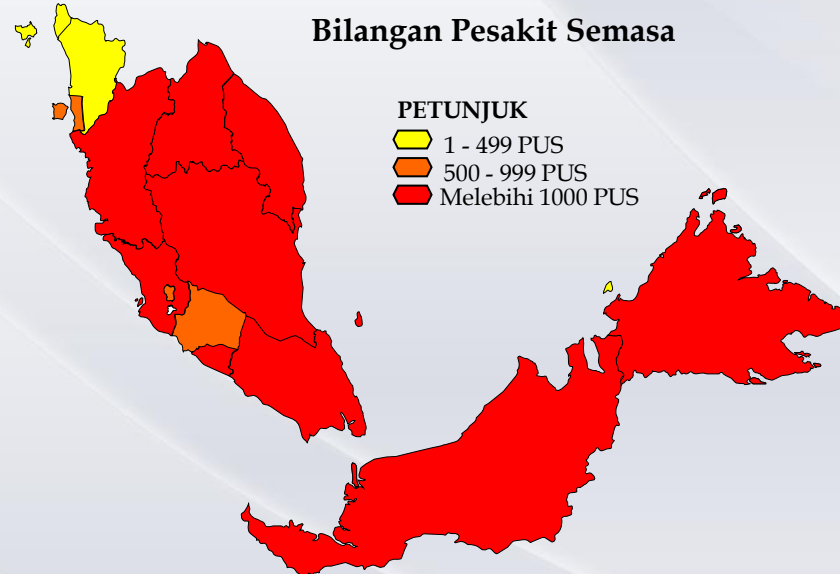 Bilangan Pesakit Semasa
PETUNJUK
1 - 499 PUS
500 - 999 PUS
Melebihi 1000 PUS